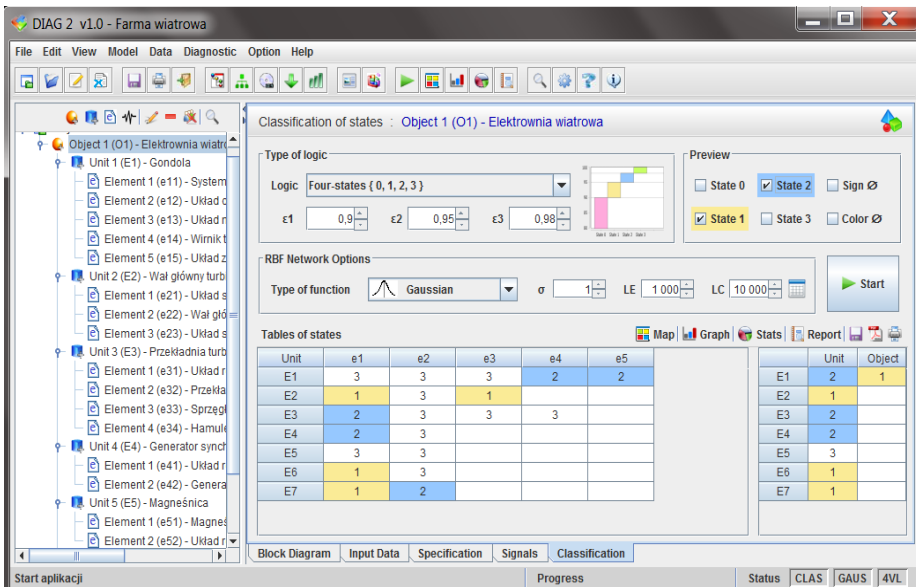 DIAG 2 v1.0 - Farma wiatrowa
File Edit View Model Data Diagnostic Option Help
Object 1 (O1) - Elektrownia wiatro
Unit 1 (E1) - Gondola
Element 1 (e11) - System
Element 2 (e12) - Układ o
Element 3 (e13) - Układ n
Element 4 (e14) - Wirnik t
Element 5 (e15) - Układ z
Unit 2 (E2) - Wał główny turb
Element 1 (e21) - Układ s
Element 2 (e22) - Wał głó
Element 3 (e23) - Układ s
Unit 3 (E3) - Przekładnia turb
Element 1 (e31) - Układ r
Element 2 (e32) - Przekła
Element 3 (e33) - Sprzęgł
Element 4 (e34) - Hamule
Unit 4 (E4) - Generator synch
Element 1 (e41) - Układ r
Element 2 (e42) - Genera
Unit 5 (E5) - Magneśnica
Element 1 (e51) - Magneś
Element 2 (e52) - Układ r
Classification of states : Object 1 (O1) - Elektrownia wiatrowa
Type of logic
Logic Four-states { 0, 1, 2, 3 }
ε1 0,9 ε2 0,95 ε3 0,98
State 0 State 1 State 2 State 3
Preview
State 0 State 2 Sign Ø
State 1 State 3 Color Ø
RBF Network Options
Type of function Gaussian σ 1 LE 1 000 LC 10 000
Start
Tables of states Map Graph Stats Report
Unit e1 e2 e3 e4 e5 Unit Object
E1 3 3 3 2 2 E1 2 1
E2 1 3 1 E2 1
E3 2 3 3 3 E3 2
E4 2 3 E4 2
E5 3 3 E5 3
E6 1 3 E6 1
E7 1 2 E7 1
Block Diagram Input Data Specification Signals Classification
Start aplikacji Progress Status CLAS GAUS 4VL